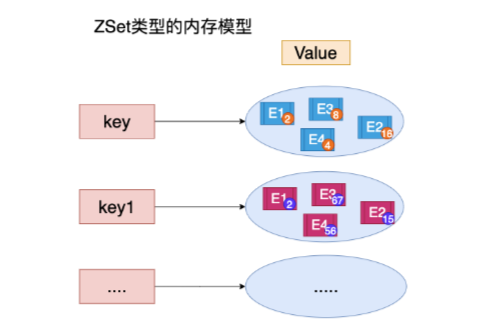 ZSet类型的内存模型
Value
key
E1 2
E3 8
E4 4
E2 16
key1
E1 2
E3 67
E4 56
E2 15
....
.....